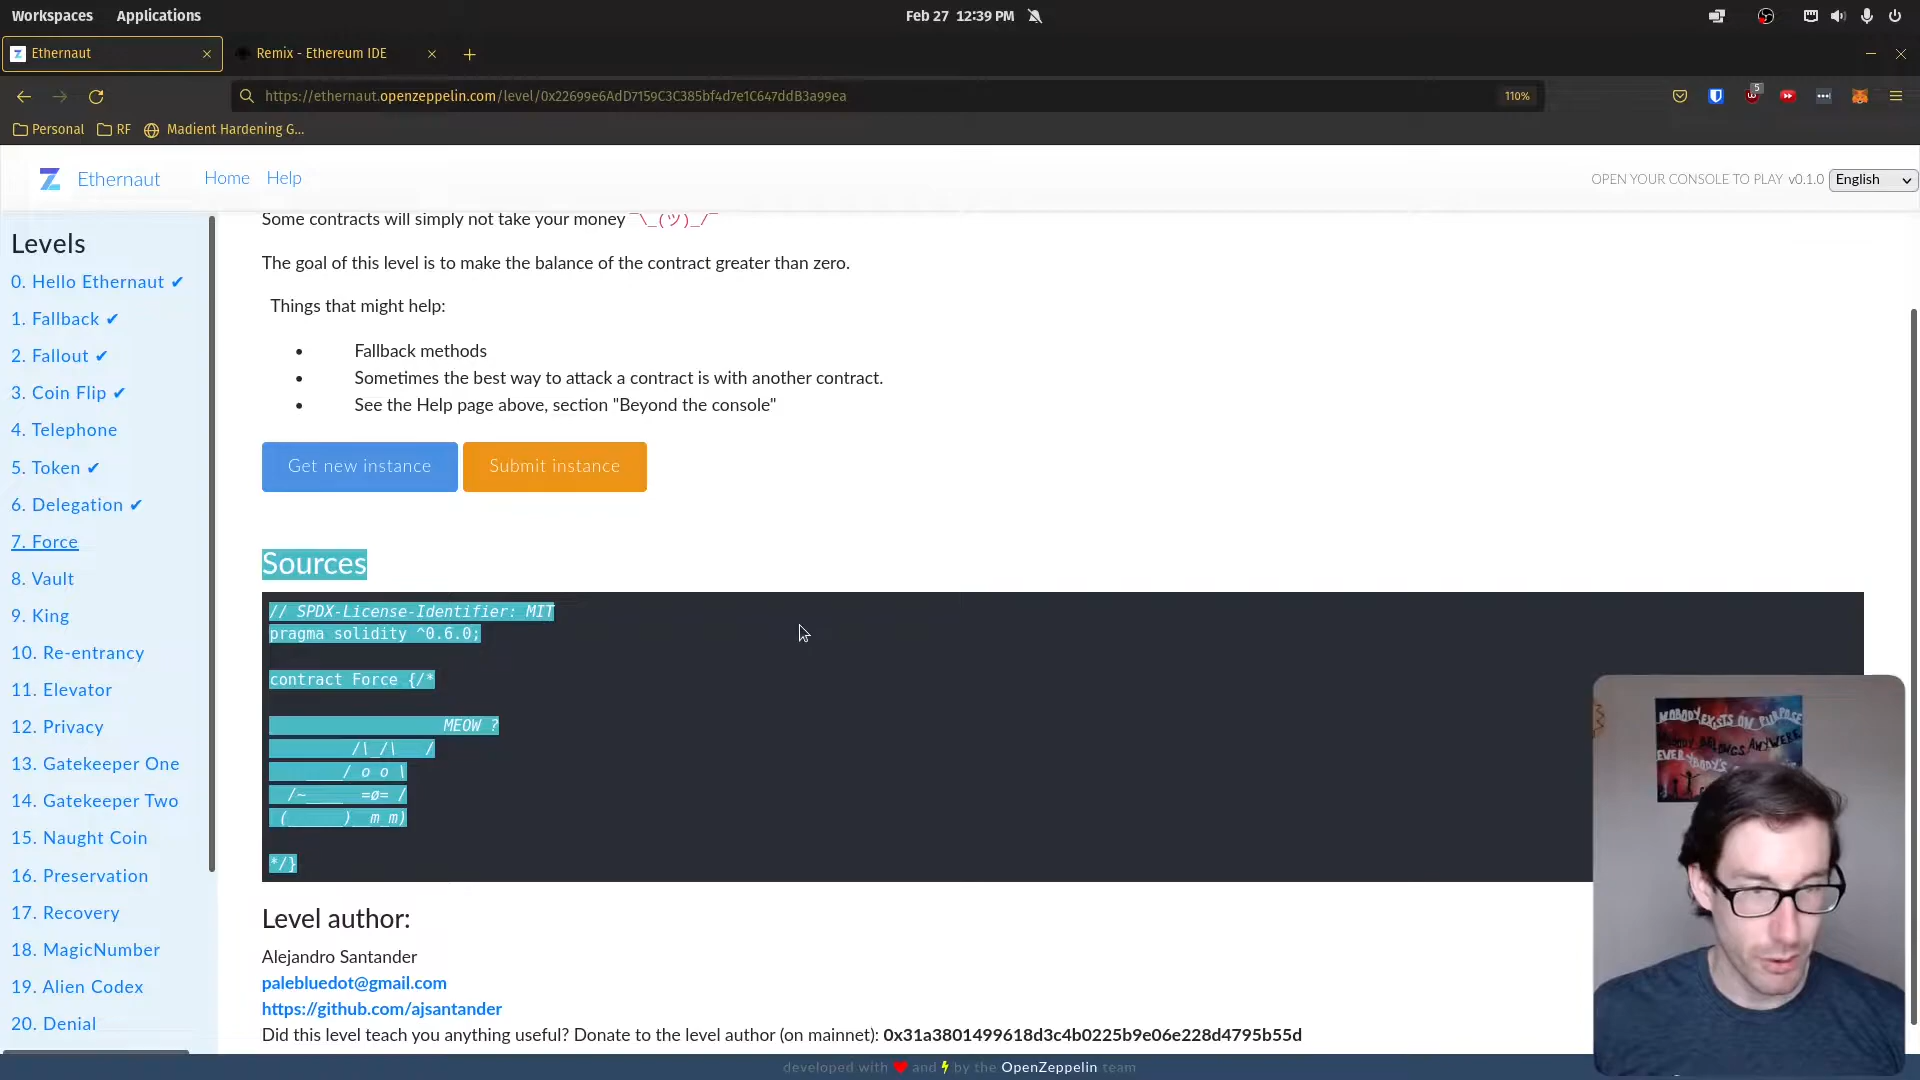 Workspaces Applications
Feb 27 12:39 PM
Ethernaut
Remix - Ethereum IDE
https://ethernaut.openzeppelin.com/level/0x22699e6AdD7159C3C385bf4d7e1C647ddB3a99ea
110%
5
Personal
RF
Madient Hardening G...
Ethernaut
Home
Help
OPEN YOUR CONSOLE TO PLAY v0.1.0
English
Levels
0. Hello Ethernaut ✔
1. Fallback ✔
2. Fallout ✔
3. Coin Flip ✔
4. Telephone
5. Token ✔
6. Delegation ✔
7. Force
8. Vault
9. King
10. Re-entrancy
11. Elevator
12. Privacy
13. Gatekeeper One
14. Gatekeeper Two
15. Naught Coin
16. Preservation
17. Recovery
18. MagicNumber
19. Alien Codex
20. Denial
Some contracts will simply not take your money ¯\_(ツ)_/¯
The goal of this level is to make the balance of the contract greater than zero.
Things that might help:
• Fallback methods
• Sometimes the best way to attack a contract is with another contract.
• See the Help page above, section "Beyond the console"
Get new instance
Submit instance
Sources
// SPDX-License-Identifier: MIT
pragma solidity ^0.6.0;
contract Force {/*
                   MEOW ?
         /\_/\   /
    ____/ o o \
  /~____  =ø= /
 (______)__m_m)
*/}
Level author:
Alejandro Santander
palebluedot@gmail.com
https://github.com/ajsantander
Did this level teach you anything useful? Donate to the level author (on mainnet): 0x31a3801499618d3c4b0225b9e06e228d4795b55d
developed with ❤ and ⚡ by the OpenZeppelin team
NOBODY EXISTS ON PURPOSE
NOBODY BELONGS ANYWHERE